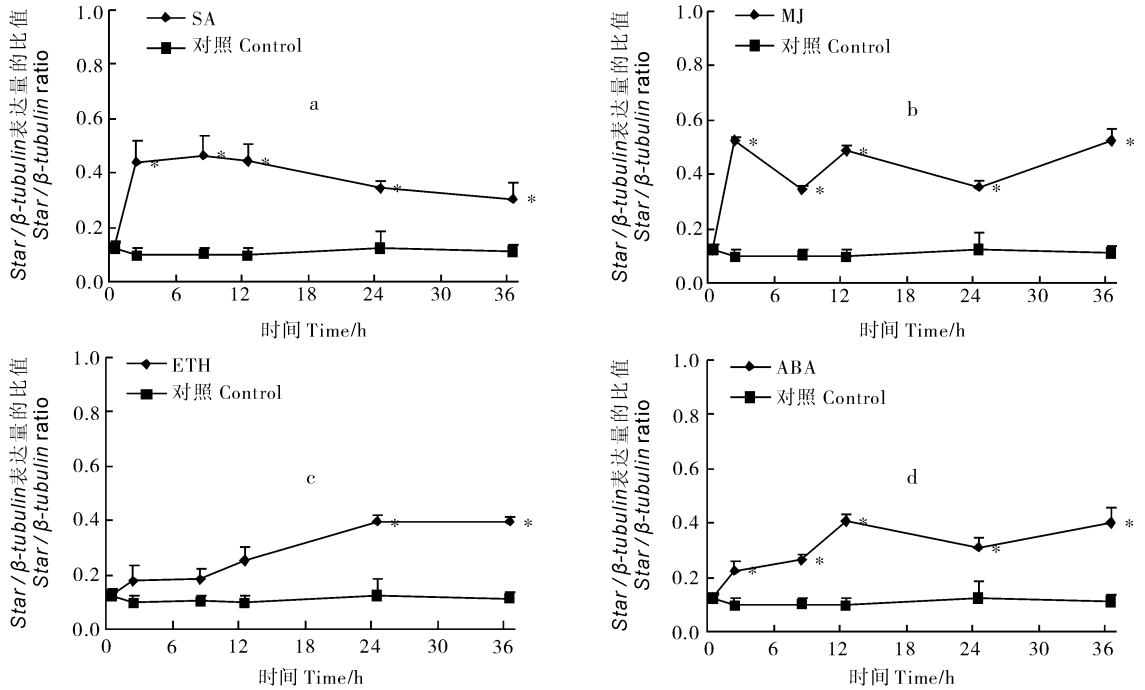 SA
对照 Control
a
1.0
0.8
0.6
0.4
0.2
0.0
Star / β-tubulin表达量的比值
Star / β-tubulin ratio
0 6 12 18 24 30 36
时间 Time/h
* * * * *
MJ
对照 Control
b
1.0
0.8
0.6
0.4
0.2
0.0
Star / β-tubulin表达量的比值
Star / β-tubulin ratio
0 6 12 18 24 30 36
时间 Time/h
* * * * *
ETH
对照 Control
c
1.0
0.8
0.6
0.4
0.2
0.0
Star / β-tubulin表达量的比值
Star / β-tubulin ratio
0 6 12 18 24 30 36
时间 Time/h
* *
ABA
对照 Control
d
1.0
0.8
0.6
0.4
0.2
0.0
Star / β-tubulin表达量的比值
Star / β-tubulin ratio
0 6 12 18 24 30 36
时间 Time/h
* * * * *